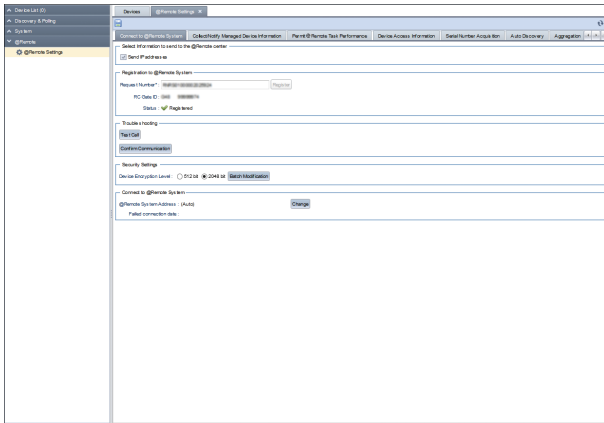 Device List (0)
Discovery & Polling
System
@Remote
@Remote Settings
Devices
@Remote Settings
Connect to @Remote System
Collect/Notify Managed Device Information
Permit @Remote Task Performance
Device Access Information
Serial Number Acquisition
Auto Discovery
Aggregation
Select Information to send to the @Remote center
Send IP addresses
Registration to @Remote System
Request Number* :
Register
RC Gate ID :
Status : Registered
Troubleshooting
Test Call
Confirm Communication
Security Settings
Device Encryption Level : 512 bit 2048 bit Batch Modification
Connect to @Remote System
@Remote System Address : (Auto) Change
Failed connection data :